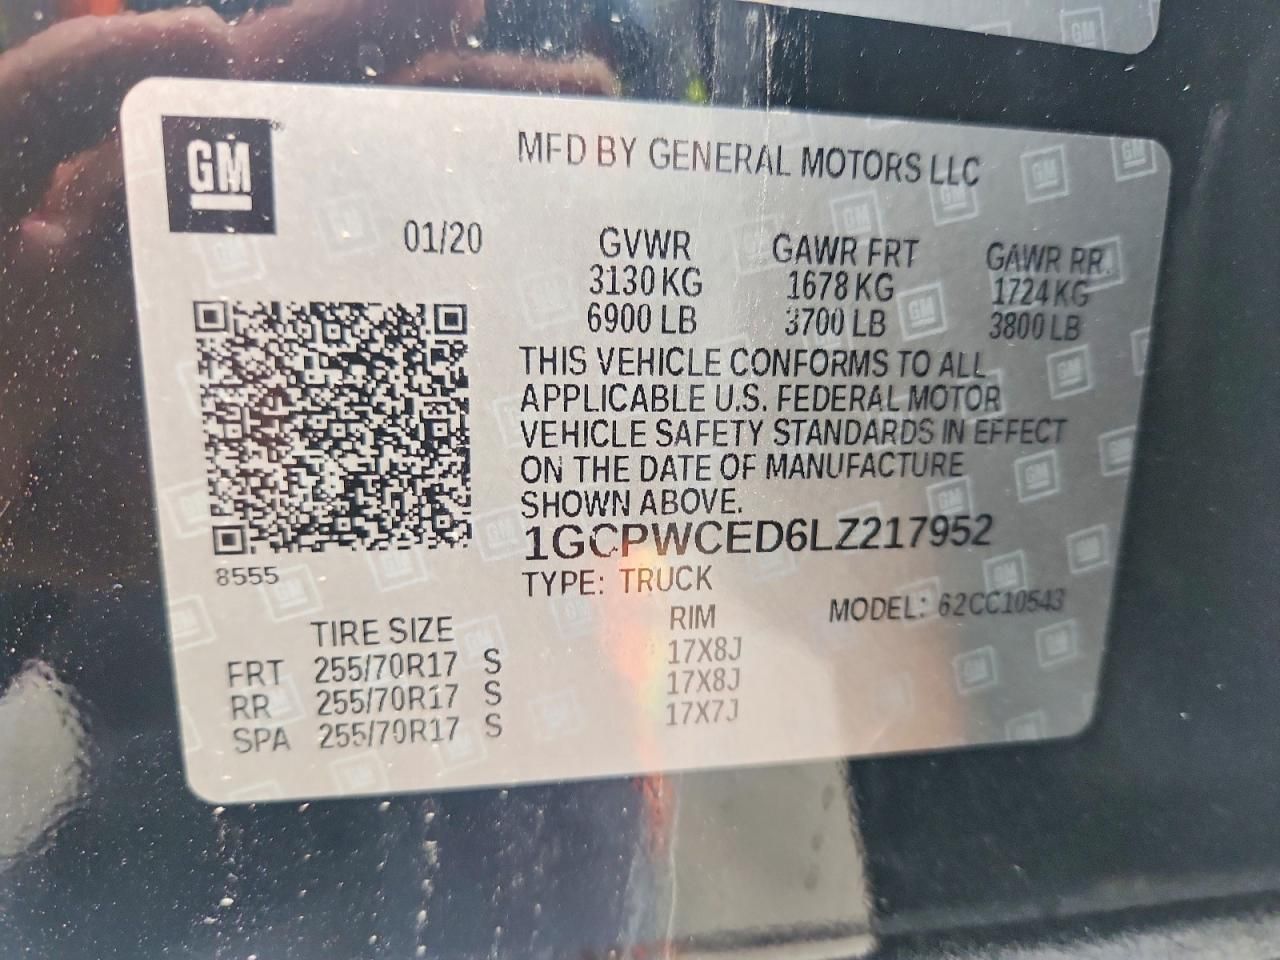 GM
MFD BY GENERAL MOTORS LLC
01/20
GVWR GAWR FRT GAWR RR.
3130 KG 1678 KG 1724 KG
6900 LB 3700 LB 3800 LB
THIS VEHICLE CONFORMS TO ALL
APPLICABLE U.S. FEDERAL MOTOR
VEHICLE SAFETY STANDARDS IN EFFECT
ON THE DATE OF MANUFACTURE
SHOWN ABOVE.
1GCPWCED6LZ217952
8555
TYPE: TRUCK
MODEL: 62CC10543
TIRE SIZE RIM
FRT 255/70R17 S 17X8J
RR 255/70R17 S 17X8J
SPA 255/70R17 S 17X7J